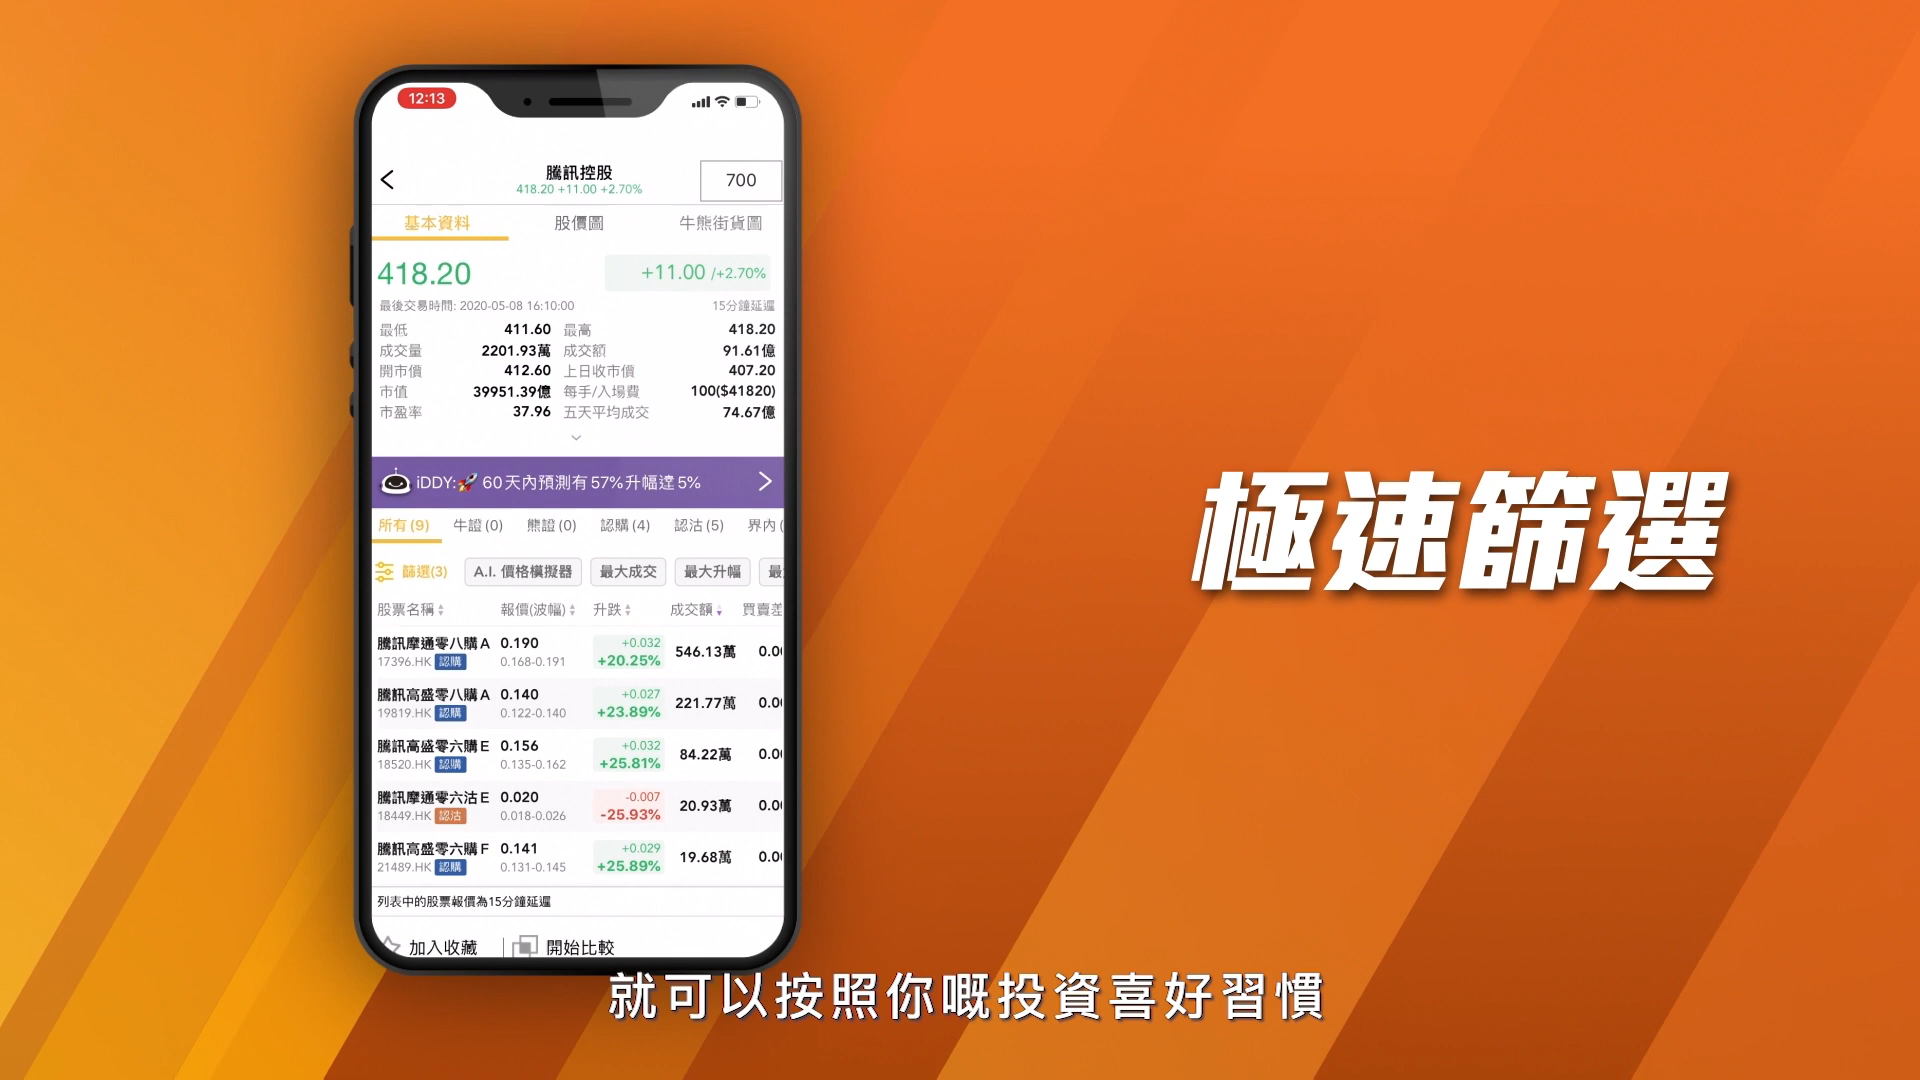 12:13
騰訊控股
418.20 +11.00 +2.70%
700
基本資料 股價圖 牛熊街貨圖
418.20 +11.00 /+2.70%
最後交易時間: 2020-05-08 16:10:00 15分鐘延遲
最低 411.60 最高 418.20
成交量 2201.93萬 成交額 91.61億
開市價 412.60 上日收市價 407.20
市值 39951.39億 每手/入場費 100($41820)
市盈率 37.96 五天平均成交 74.67億
iDDY:🚀 60天內預測有57%升幅達5%
所有(9) 牛證(0) 熊證(0) 認購(4) 認沽(5) 界內(
篩選(3) A.I. 價格模擬器 最大成交 最大升幅 最
股票名稱 報價(波幅) 升跌 成交額 買賣差
騰訊摩通零八購A 0.190 +0.032 546.13萬 0.0
17396.HK 認購 0.168-0.191 +20.25%
騰訊高盛零八購A 0.140 +0.027 221.77萬 0.0
19819.HK 認購 0.122-0.140 +23.89%
騰訊高盛零六購E 0.156 +0.032 84.22萬 0.0
18520.HK 認購 0.135-0.162 +25.81%
騰訊摩通零六沽E 0.020 -0.007 20.93萬 0.0
18449.HK 認沽 0.018-0.026 -25.93%
騰訊高盛零六購F 0.141 +0.029 19.68萬 0.0
21489.HK 認購 0.131-0.145 +25.89%
列表中的股票報價為15分鐘延遲
加入收藏 開始比較
極速篩選
就可以按照你嘅投資喜好習慣